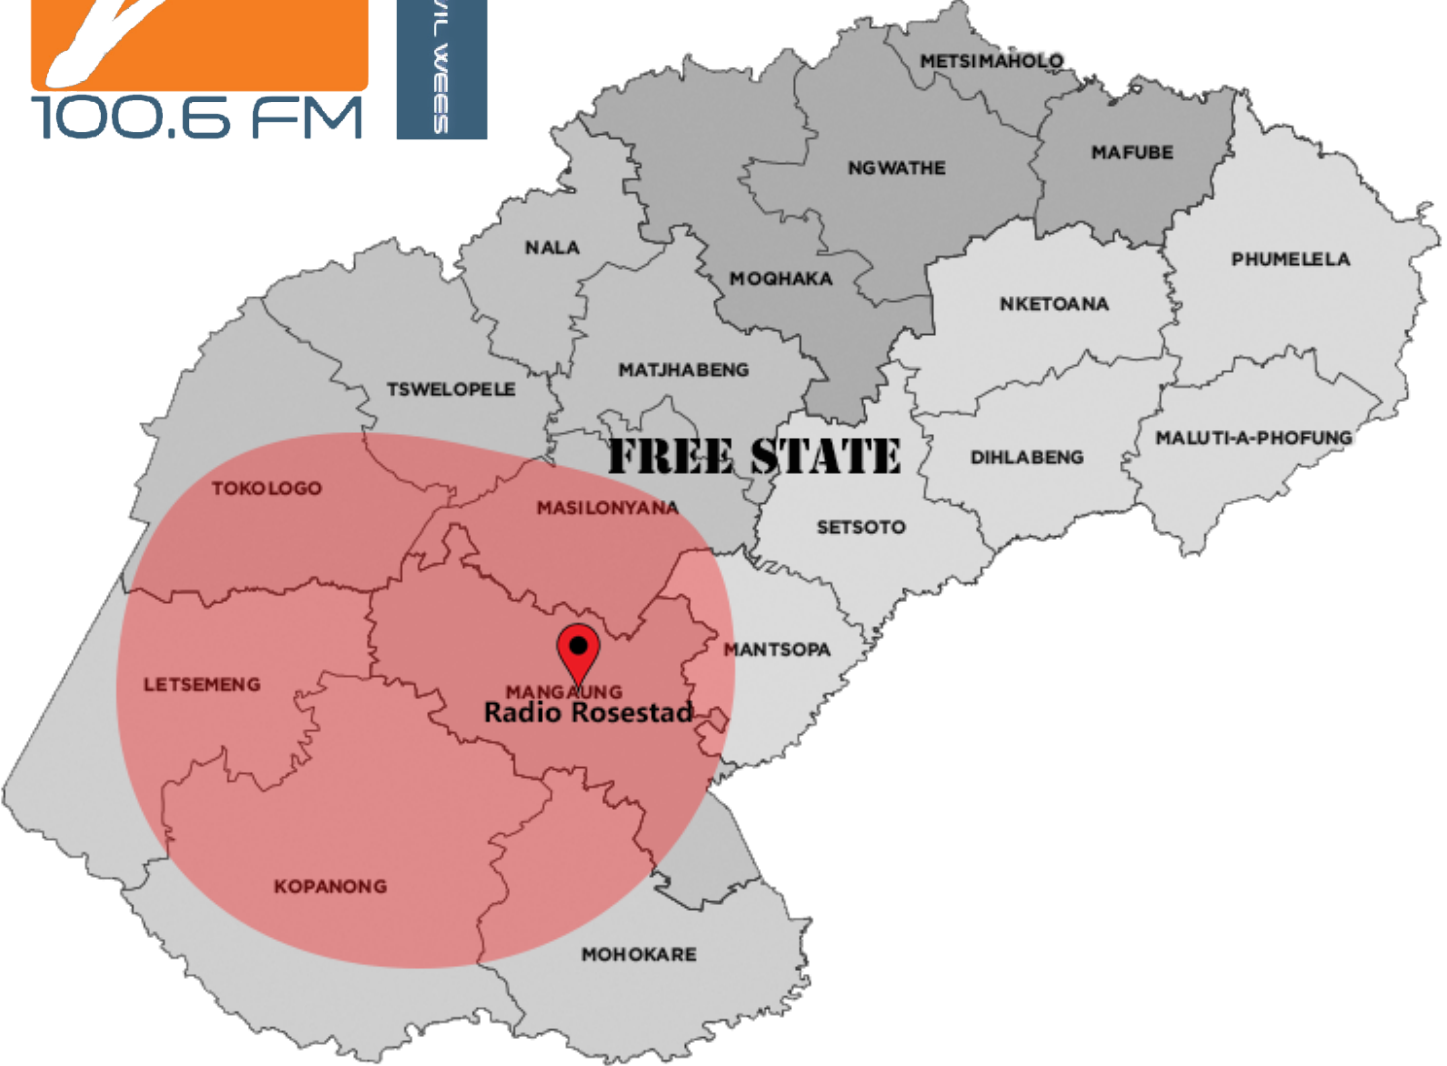 100.6 FM
VIL WEES
METSIMAHOLO
MAFUBE
NGWATHE
NALA
PHUMELELA
MOQHAKA
NKETOANA
MATJHABENG
TSWELOPELE
MALUTI-A-PHOFUNG
FREE STATE
DIHLABENG
TOKOLOGO
MASILONYANA
SETSOTO
MANTSOPA
LETSEMENG
MANGAUNG
Radio Rosestad
KOPANONG
MOHOKARE